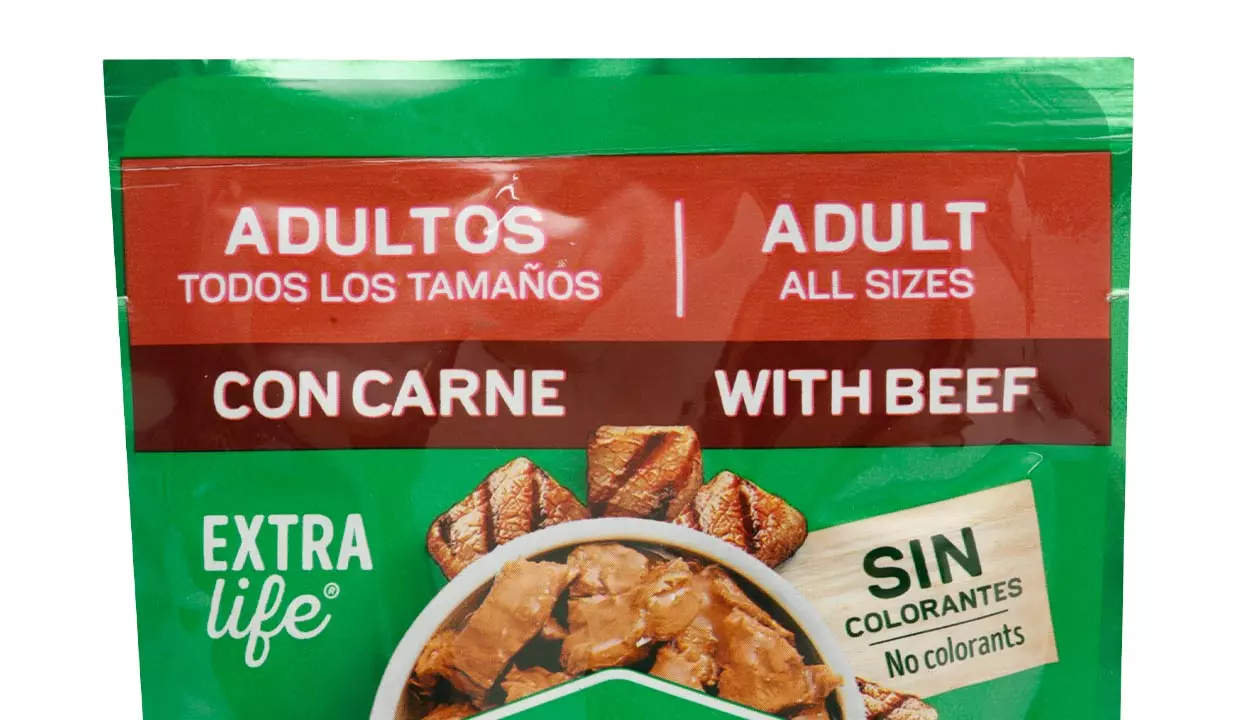 ADULTOS
TODOS LOS TAMAÑOS
ADULT
ALL SIZES
CON CARNE
WITH BEEF
EXTRA
life®
SIN
COLORANTES
No colorants